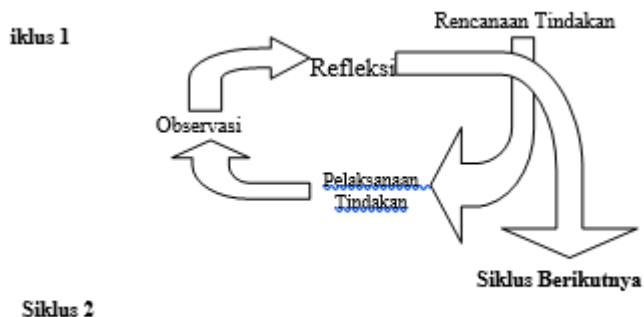 Rencanaan Tindakan
iklus 1
Refleksi
Observasi
Pelaksanaan
Tindakan
Siklus Berikutnya
Siklus 2